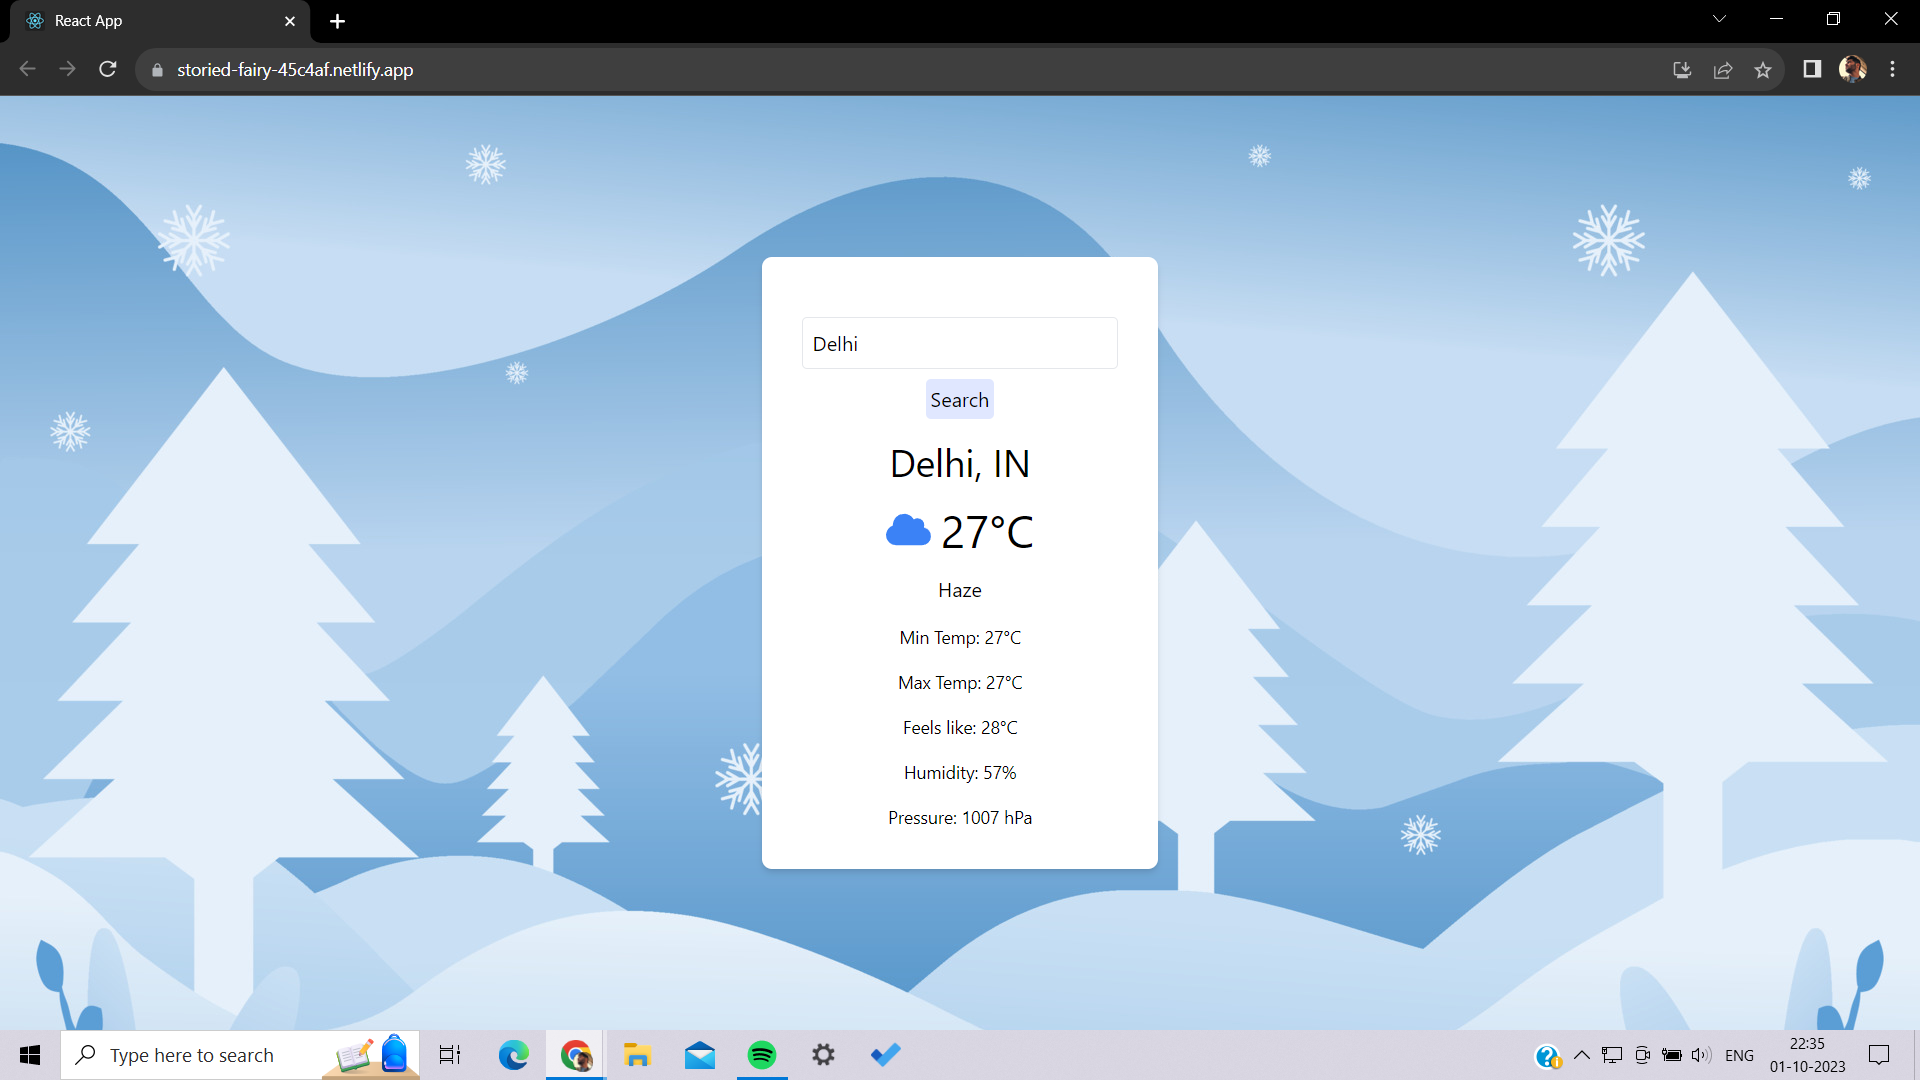 React App
storied-fairy-45c4af.netlify.app
Delhi
Search
Delhi, IN
27°C
Haze
Min Temp: 27°C
Max Temp: 27°C
Feels like: 28°C
Humidity: 57%
Pressure: 1007 hPa
Type here to search
ENG
22:35
01-10-2023